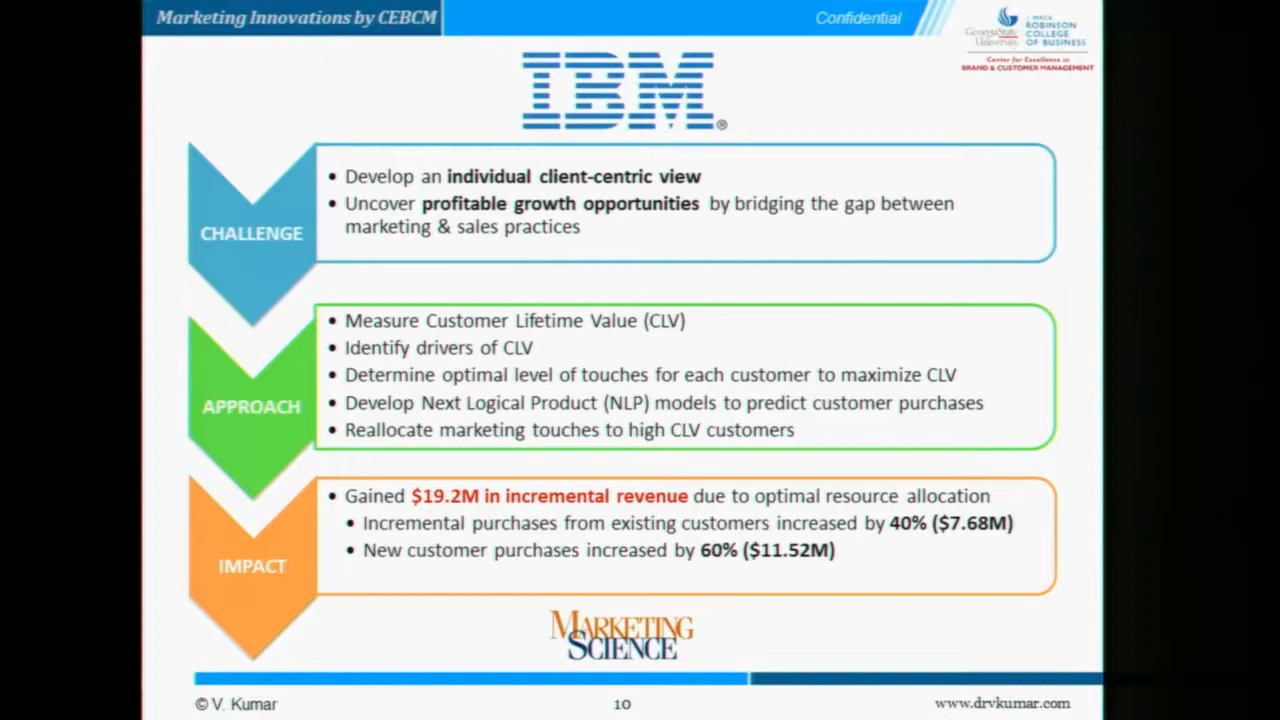 Marketing Innovations by CEBCM
Confidential
Georgia State University
J. MACK
ROBINSON
COLLEGE
OF BUSINESS
Center for Excellence in
BRAND & CUSTOMER MANAGEMENT
IBM®
CHALLENGE
• Develop an individual client-centric view
• Uncover profitable growth opportunities by bridging the gap between
marketing & sales practices
APPROACH
• Measure Customer Lifetime Value (CLV)
• Identify drivers of CLV
• Determine optimal level of touches for each customer to maximize CLV
• Develop Next Logical Product (NLP) models to predict customer purchases
• Reallocate marketing touches to high CLV customers
IMPACT
• Gained $19.2M in incremental revenue due to optimal resource allocation
• Incremental purchases from existing customers increased by 40% ($7.68M)
• New customer purchases increased by 60% ($11.52M)
MARKETING
SCIENCE
© V. Kumar
10
www.drvkumar.com